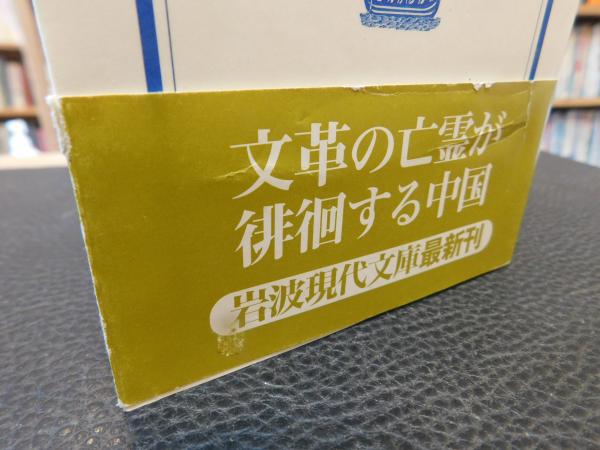 文革の亡霊が
徘徊する中国
岩波現代文庫最新刊